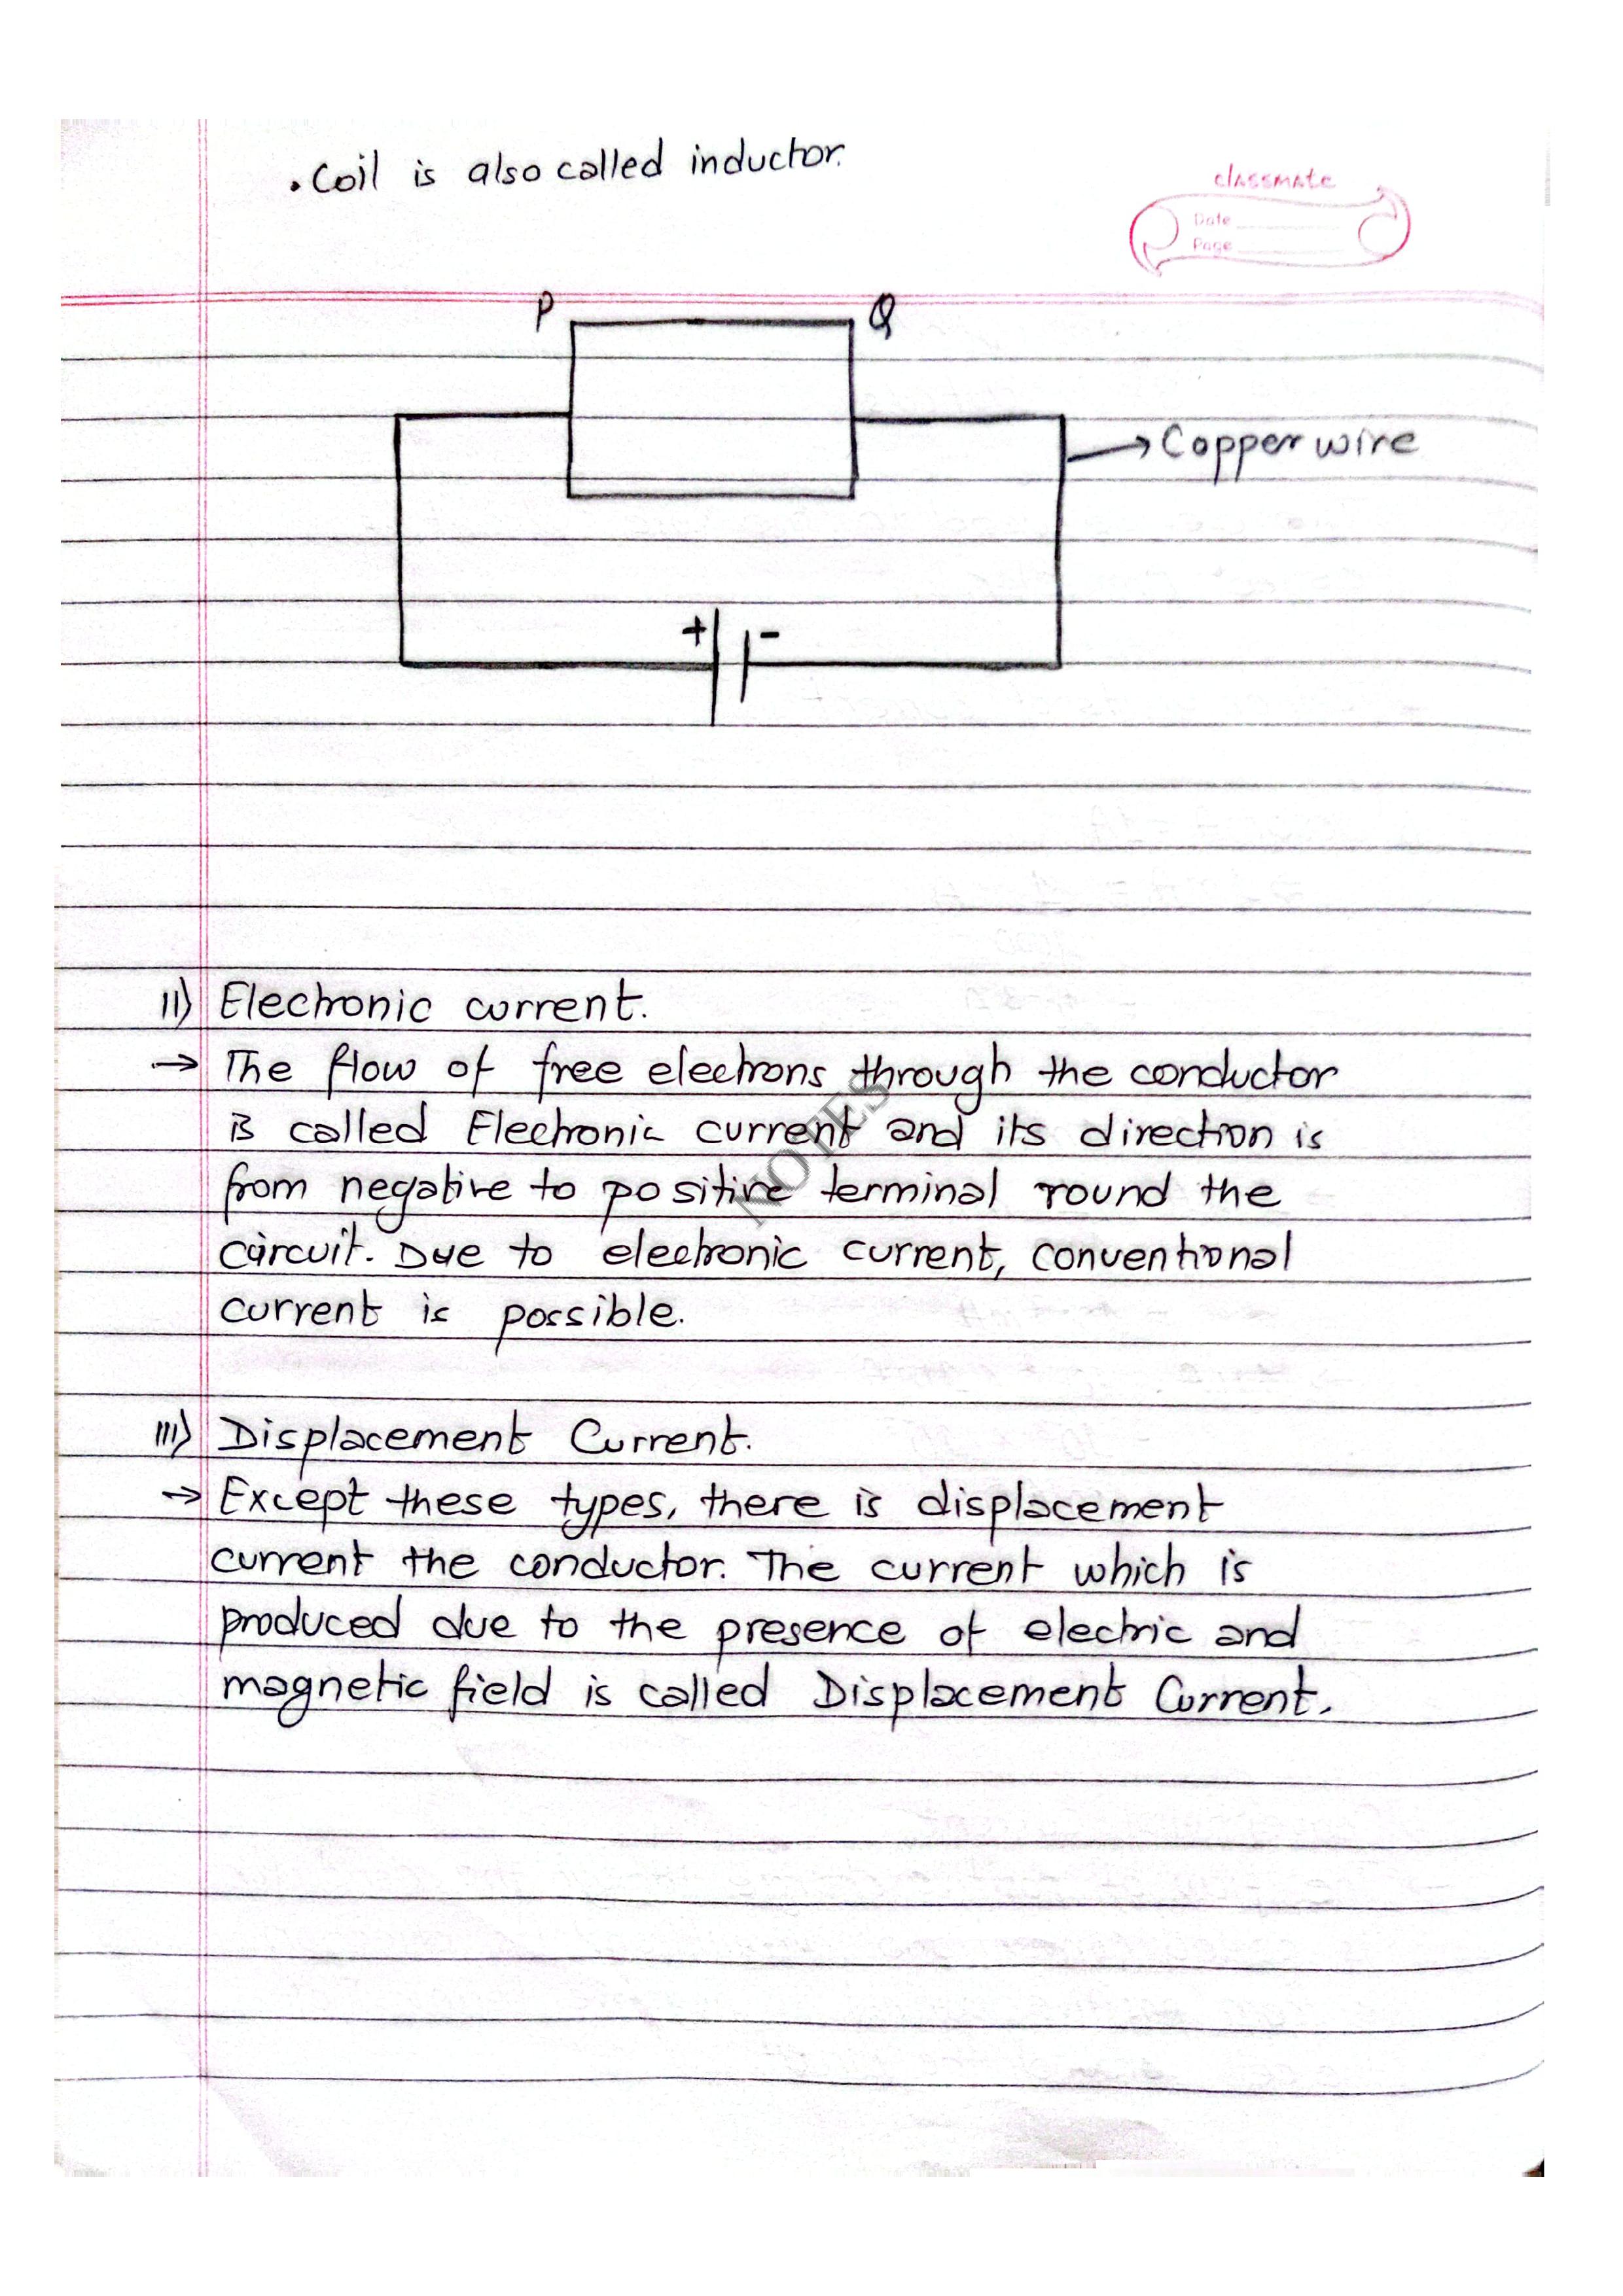 . Coil is also called inductor.
classmate
Date
Page
P
Q
→ Copper wire
+
-
II) Electronic current.
→ The flow of free electrons through the conductor
is called Electronic current and its direction is
from negative to positive terminal round the
circuit. Due to electronic current, conventional
current is possible.
NOTES
III) Displacement Current.
→ Except these types, there is displacement
current the conductor. The current which is
produced due to the presence of electric and
magnetic field is called Displacement Current.